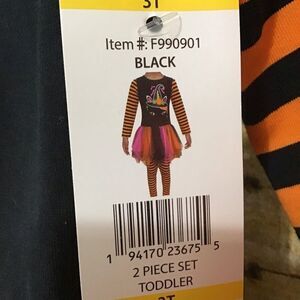 3T
Item #: F990901
BLACK
1 94170 23675 5
2 PIECE SET
TODDLER
3T